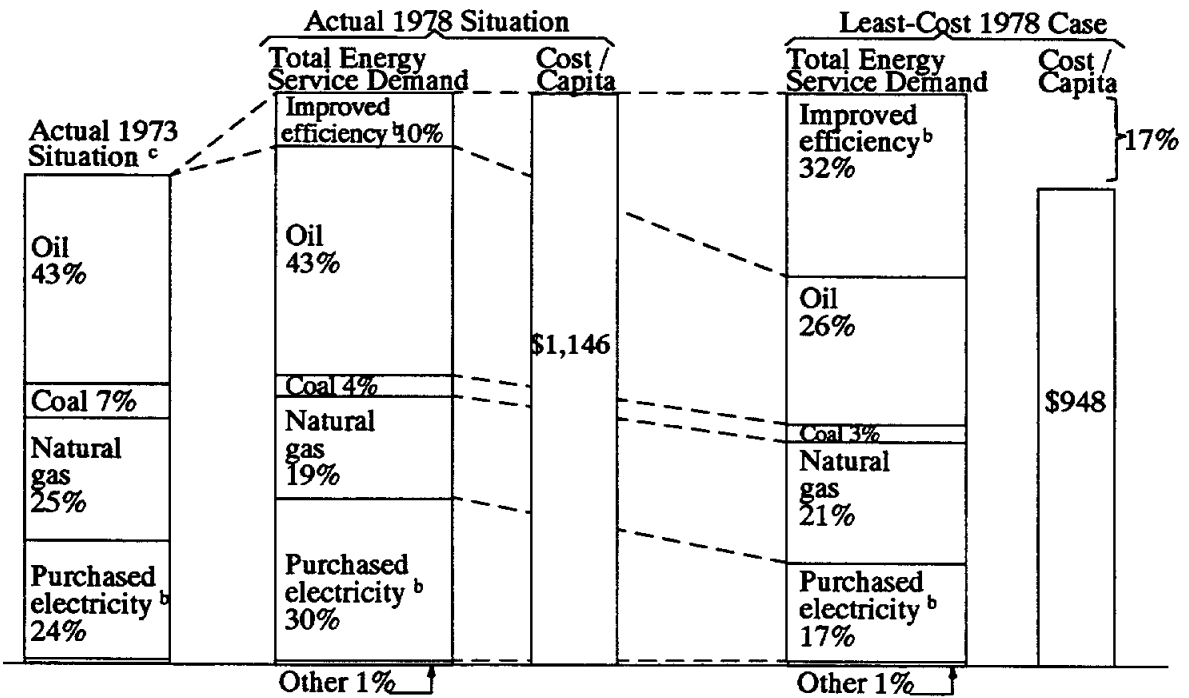 Actual 1978 Situation
Least-Cost 1978 Case
Total Energy
Service Demand
Cost /
Capita
Total Energy
Service Demand
Cost /
Capita
Actual 1973
Situation c
Oil
43%
Coal 7%
Natural
gas
25%
Purchased
electricity b
24%
Improved
efficiency b 10%
Oil
43%
Coal 4%
Natural
gas
19%
Purchased
electricity b
30%
Other 1%
$1,146
Improved
efficiency b
32%
Oil
26%
Coal 3%
Natural
gas
21%
Purchased
electricity b
17%
Other 1%
17%
$948